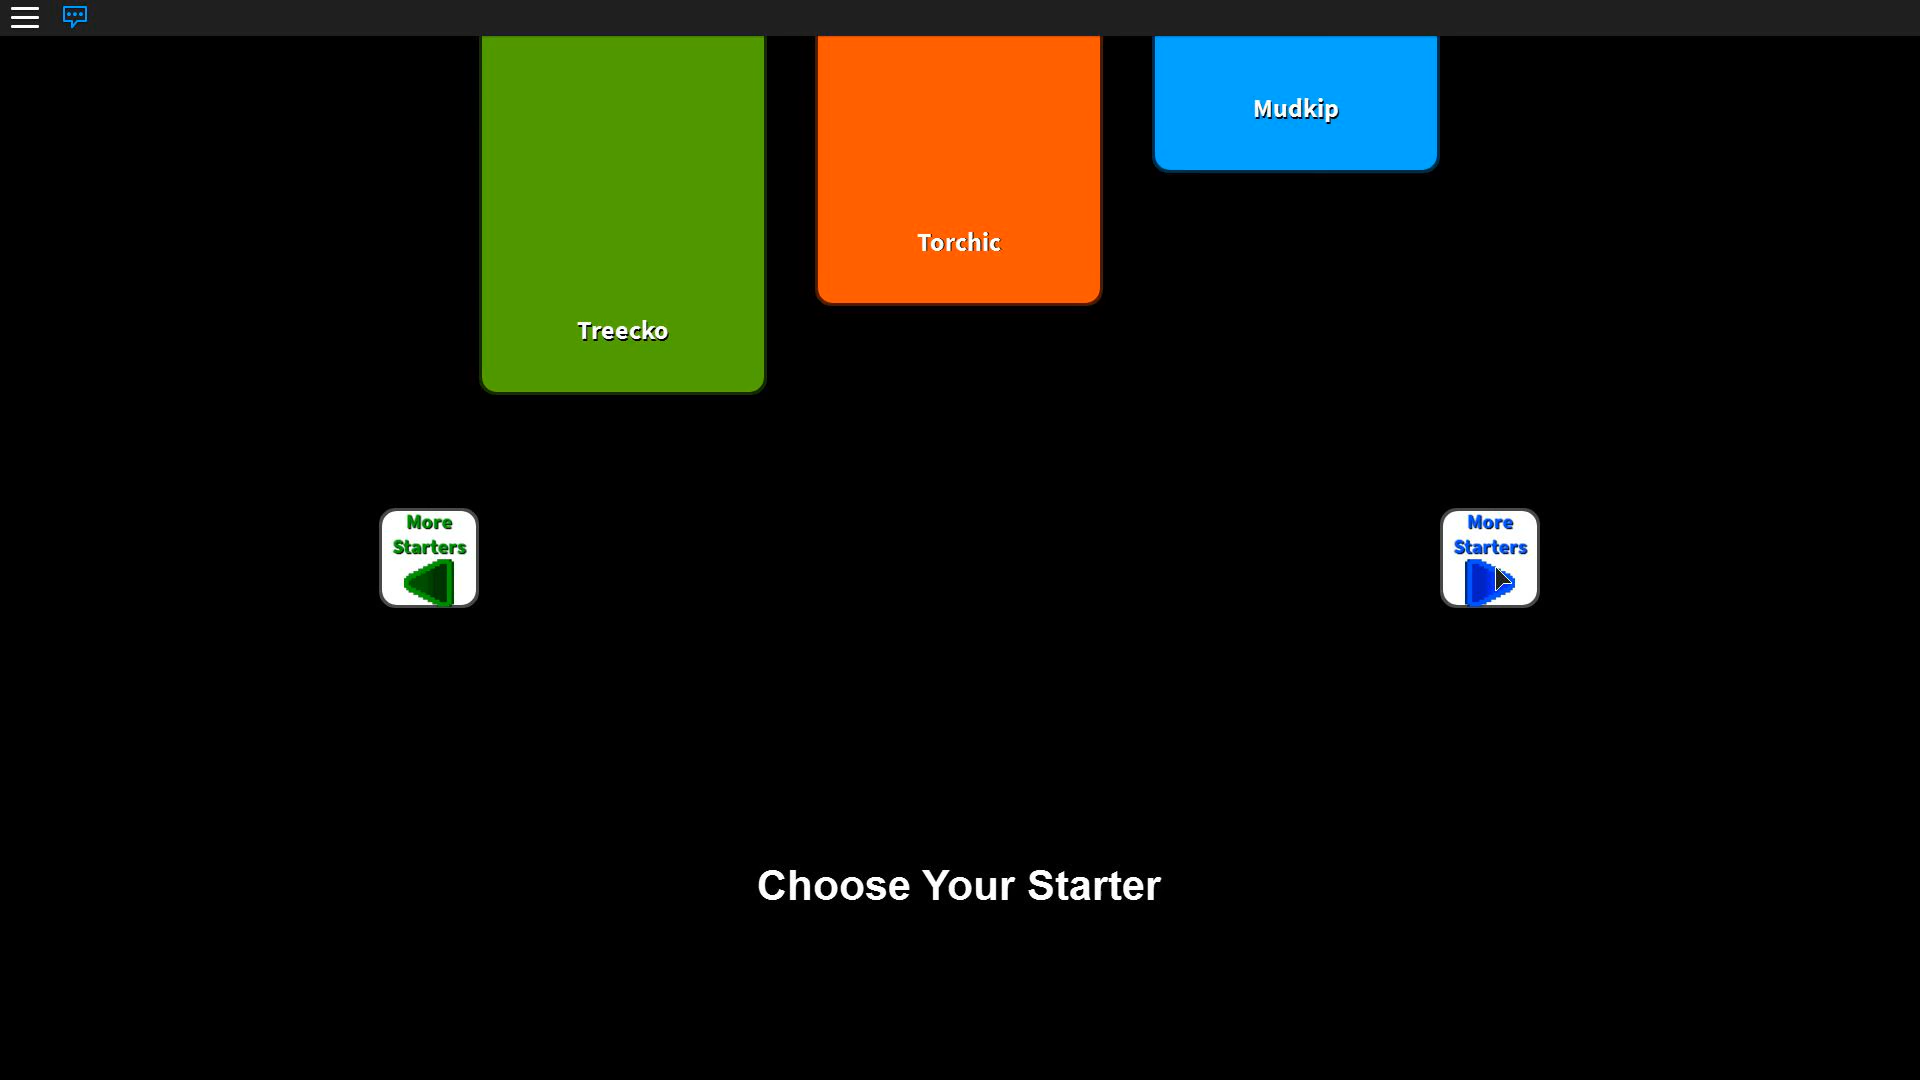 Mudkip
Torchic
Treecko
More
Starters
More
Starters
Choose Your Starter